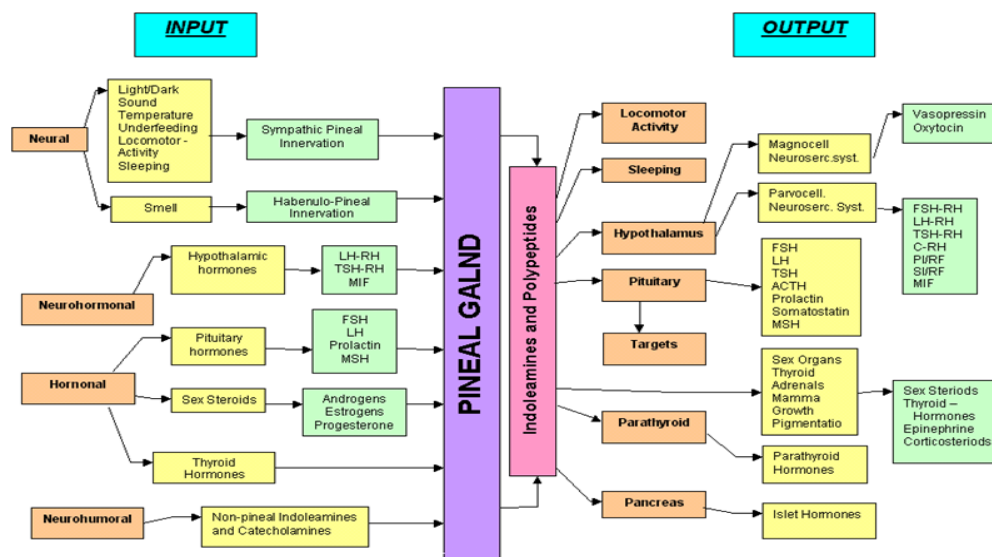 INPUT
OUTPUT
Neural
Light/Dark
Sound
Temperature
Underfeeding
Locomotor -
Activity
Sleeping
Sympathic Pineal
Innervation
Smell
Habenulo-Pineal
Innervation
Neurohormonal
Hypothalamic
hormones
LH-RH
TSH-RH
MIF
Hornonal
Pituitary
hormones
FSH
LH
Prolactin
MSH
Sex Steroids
Androgens
Estrogens
Progesterone
Thyroid
Hormones
Neurohumoral
Non-pineal Indoleamines
and Catecholamines
PINEAL GALND
Indoleamines and Polypeptides
Locomotor
Activity
Sleeping
Hypothalamus
Magnocell
Neuroserc.syst.
Vasopressin
Oxytocin
Parvocell.
Neuroserc. Syst.
FSH-RH
LH-RH
TSH-RH
C-RH
PI/RF
SI/RF
MIF
Pituitary
FSH
LH
TSH
ACTH
Prolactin
Somatostatin
MSH
Targets
Sex Organs
Thyroid
Adrenals
Mamma
Growth
Pigmentatio
Sex Steriods
Thyroid –
Hormones
Epinephrine
Corticosteriods
Parathyroid
Parathyroid
Hormones
Pancreas
Islet Hormones